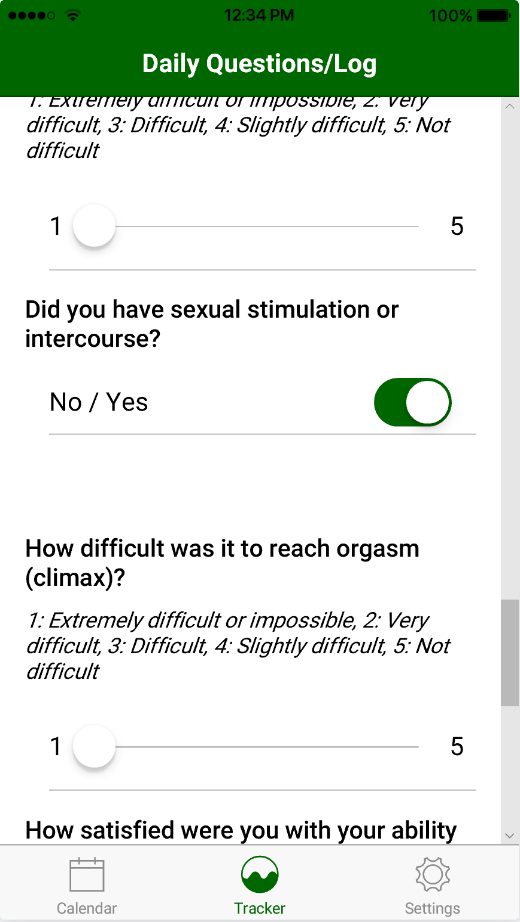 12:34 PM 100%
Daily Questions/Log
1: Extremely difficult or impossible, 2: Very
difficult, 3: Difficult, 4: Slightly difficult, 5: Not
difficult
1 5
Did you have sexual stimulation or
intercourse?
No / Yes
How difficult was it to reach orgasm
(climax)?
1: Extremely difficult or impossible, 2: Very
difficult, 3: Difficult, 4: Slightly difficult, 5: Not
difficult
1 5
How satisfied were you with your ability
Calendar Tracker Settings